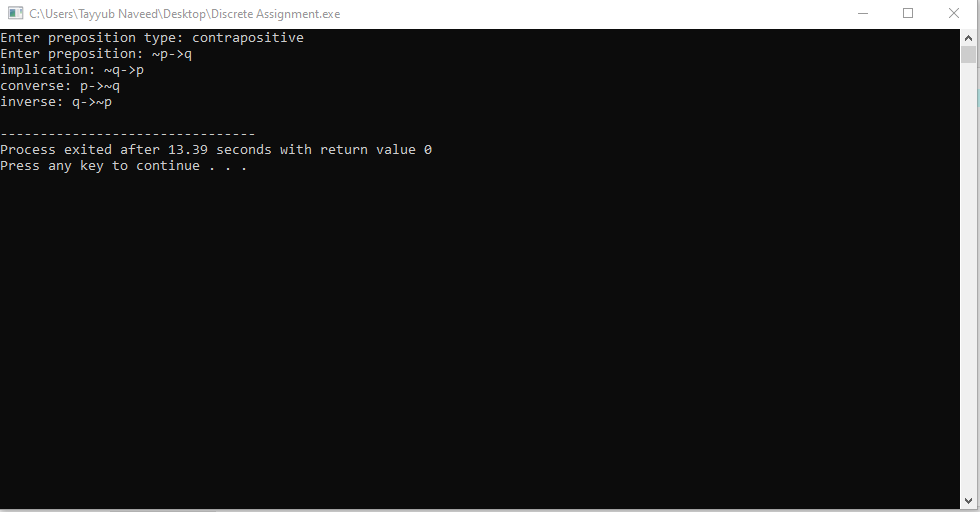 C:\Users\Tayyub Naveed\Desktop\Discrete Assignment.exe
Enter preposition type: contrapositive
Enter preposition: ~p->q
implication: ~q->p
converse: p->~q
inverse: q->~p
--------------------------------
Process exited after 13.39 seconds with return value 0
Press any key to continue . . .